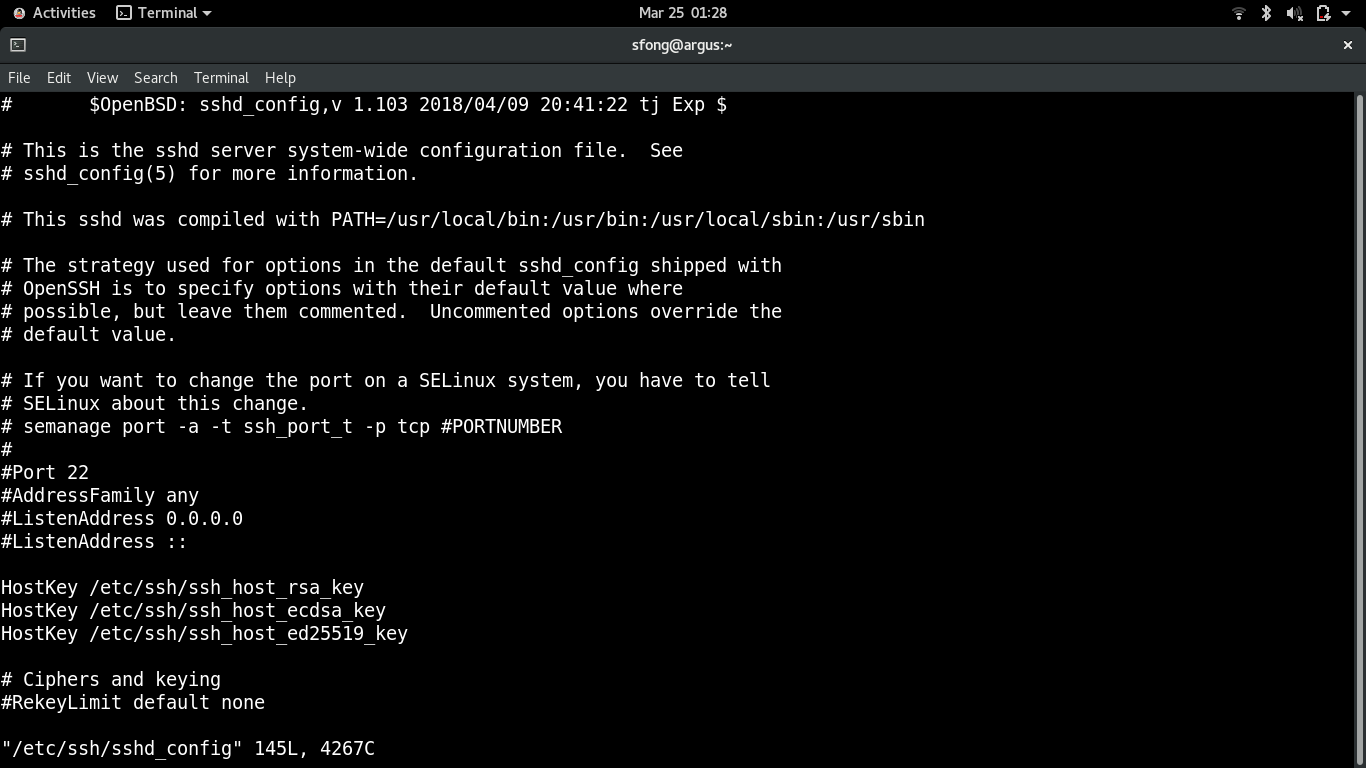 Activities Terminal Mar 25 01:28
sfong@argus:~
File Edit View Search Terminal Help
#       $OpenBSD: sshd_config,v 1.103 2018/04/09 20:41:22 tj Exp $
# This is the sshd server system-wide configuration file.  See
# sshd_config(5) for more information.
# This sshd was compiled with PATH=/usr/local/bin:/usr/bin:/usr/local/sbin:/usr/sbin
# The strategy used for options in the default sshd_config shipped with
# OpenSSH is to specify options with their default value where
# possible, but leave them commented.  Uncommented options override the
# default value.
# If you want to change the port on a SELinux system, you have to tell
# SELinux about this change.
# semanage port -a -t ssh_port_t -p tcp #PORTNUMBER
#
#Port 22
#AddressFamily any
#ListenAddress 0.0.0.0
#ListenAddress ::
HostKey /etc/ssh/ssh_host_rsa_key
HostKey /etc/ssh/ssh_host_ecdsa_key
HostKey /etc/ssh/ssh_host_ed25519_key
# Ciphers and keying
#RekeyLimit default none
"/etc/ssh/sshd_config" 145L, 4267C